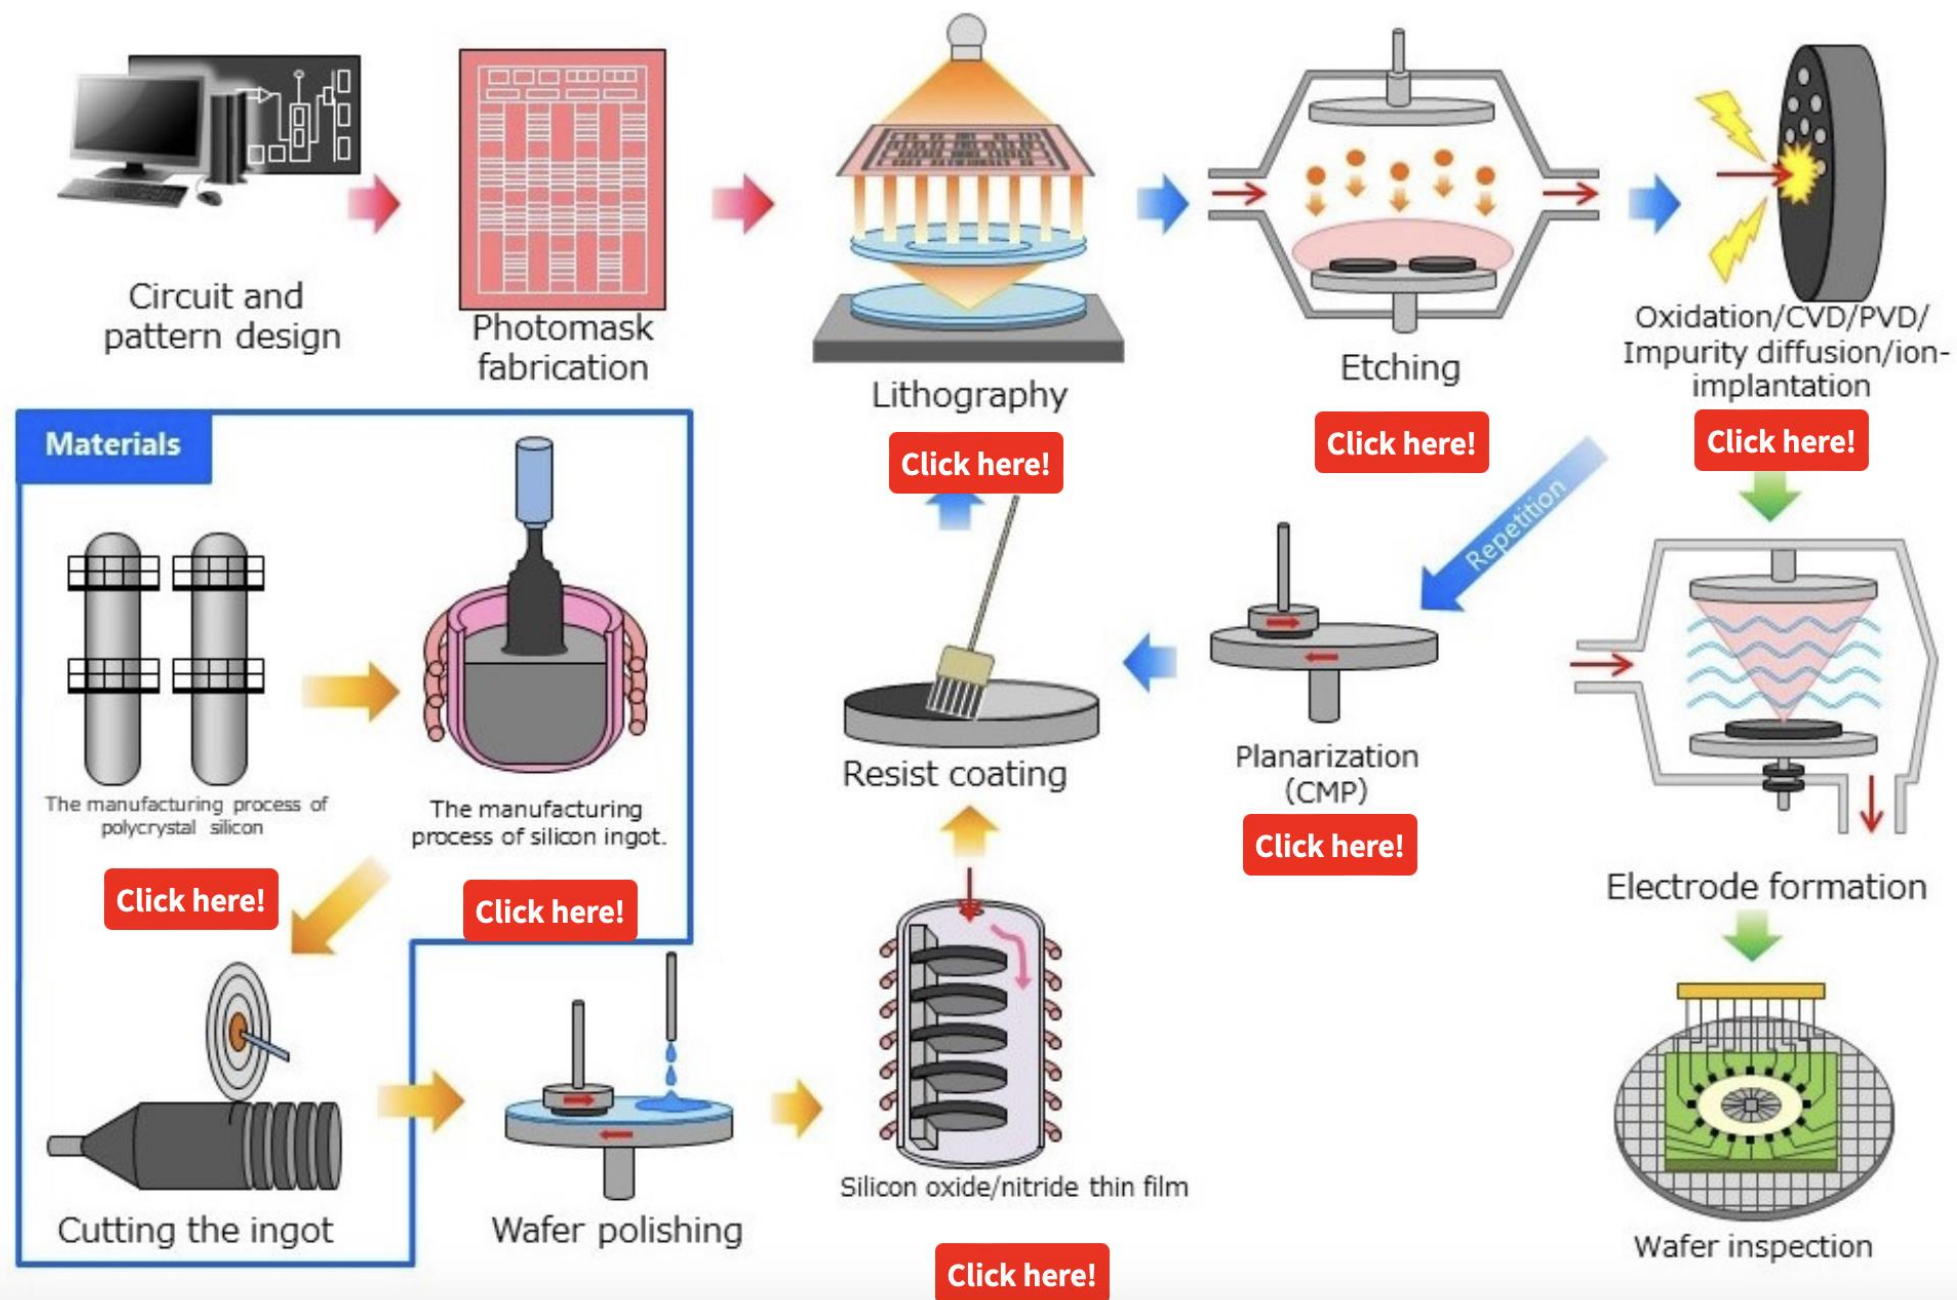 Circuit and
pattern design
Photomask
fabrication
Lithography
Click here!
Etching
Click here!
Oxidation/CVD/PVD/
Impurity diffusion/ion-
implantation
Click here!
Materials
The manufacturing process of
polycrystal silicon
Click here!
The manufacturing
process of silicon ingot.
Click here!
Repetition
Resist coating
Planarization
(CMP)
Click here!
Electrode formation
Cutting the ingot
Wafer polishing
Silicon oxide/nitride thin film
Click here!
Wafer inspection